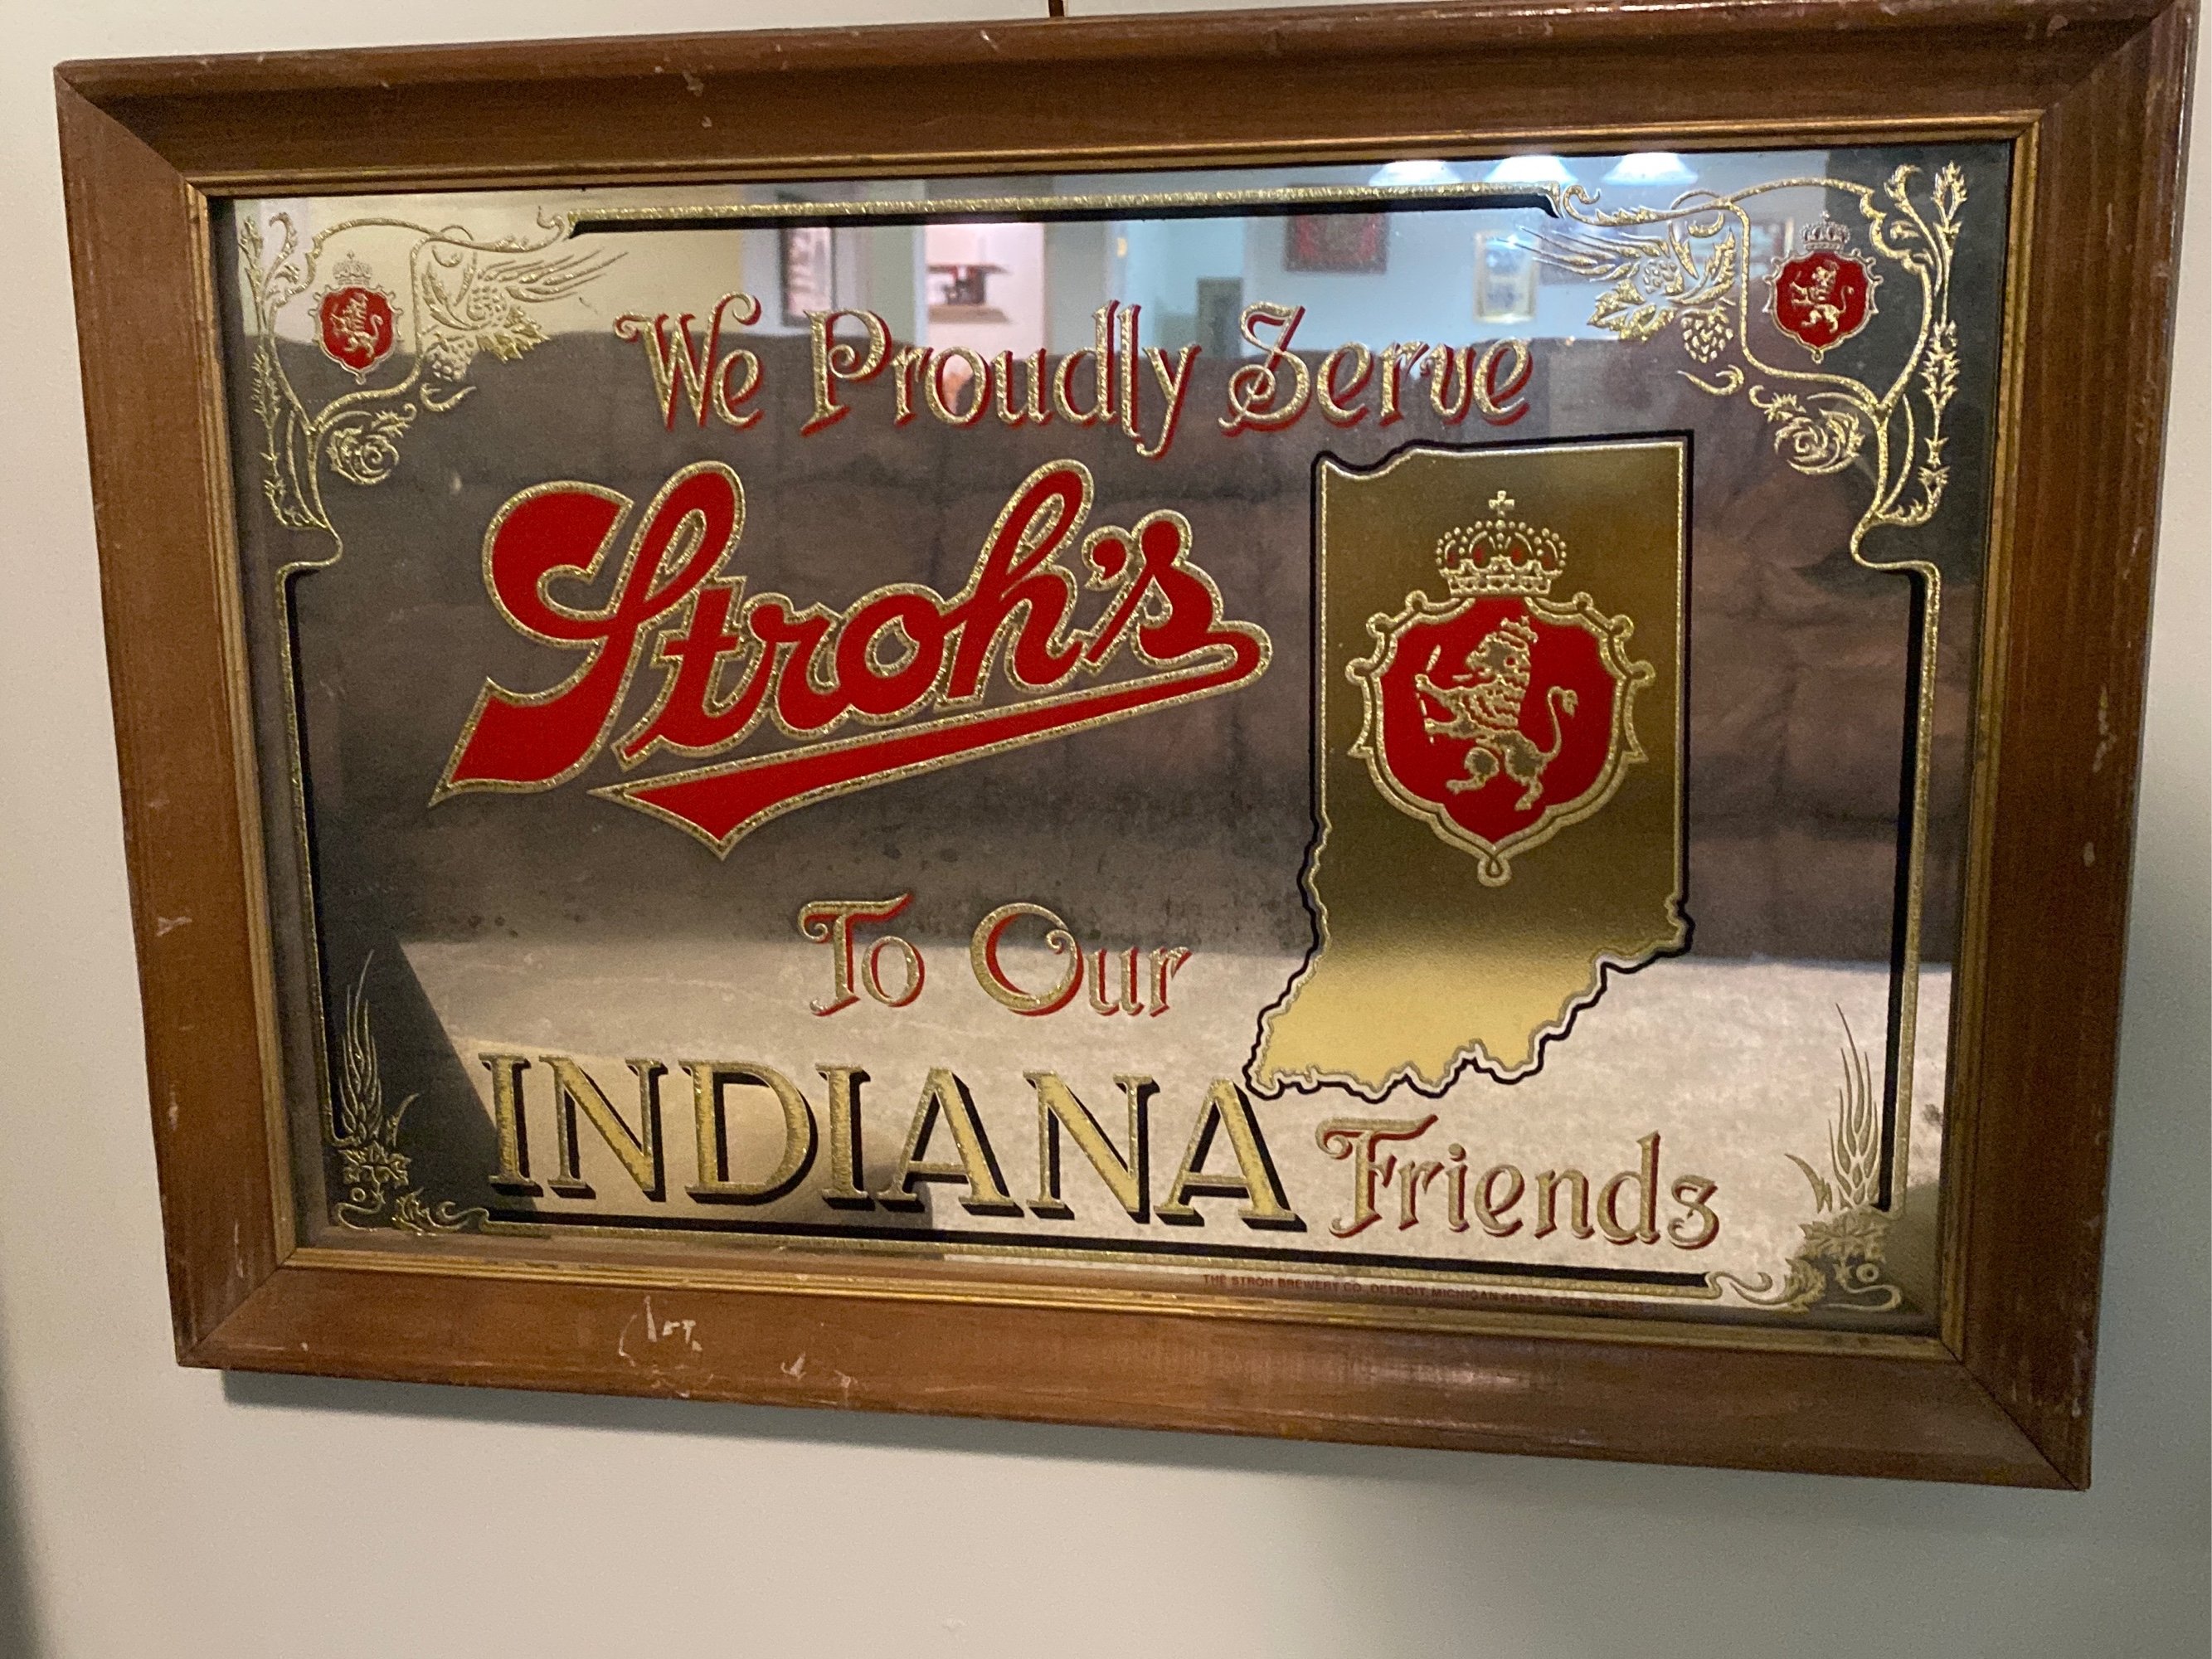 We Proudly Serve
Stroh's
To Our
INDIANA Friends
THE STROH BREWERY CO. DETROIT, MICHIGAN